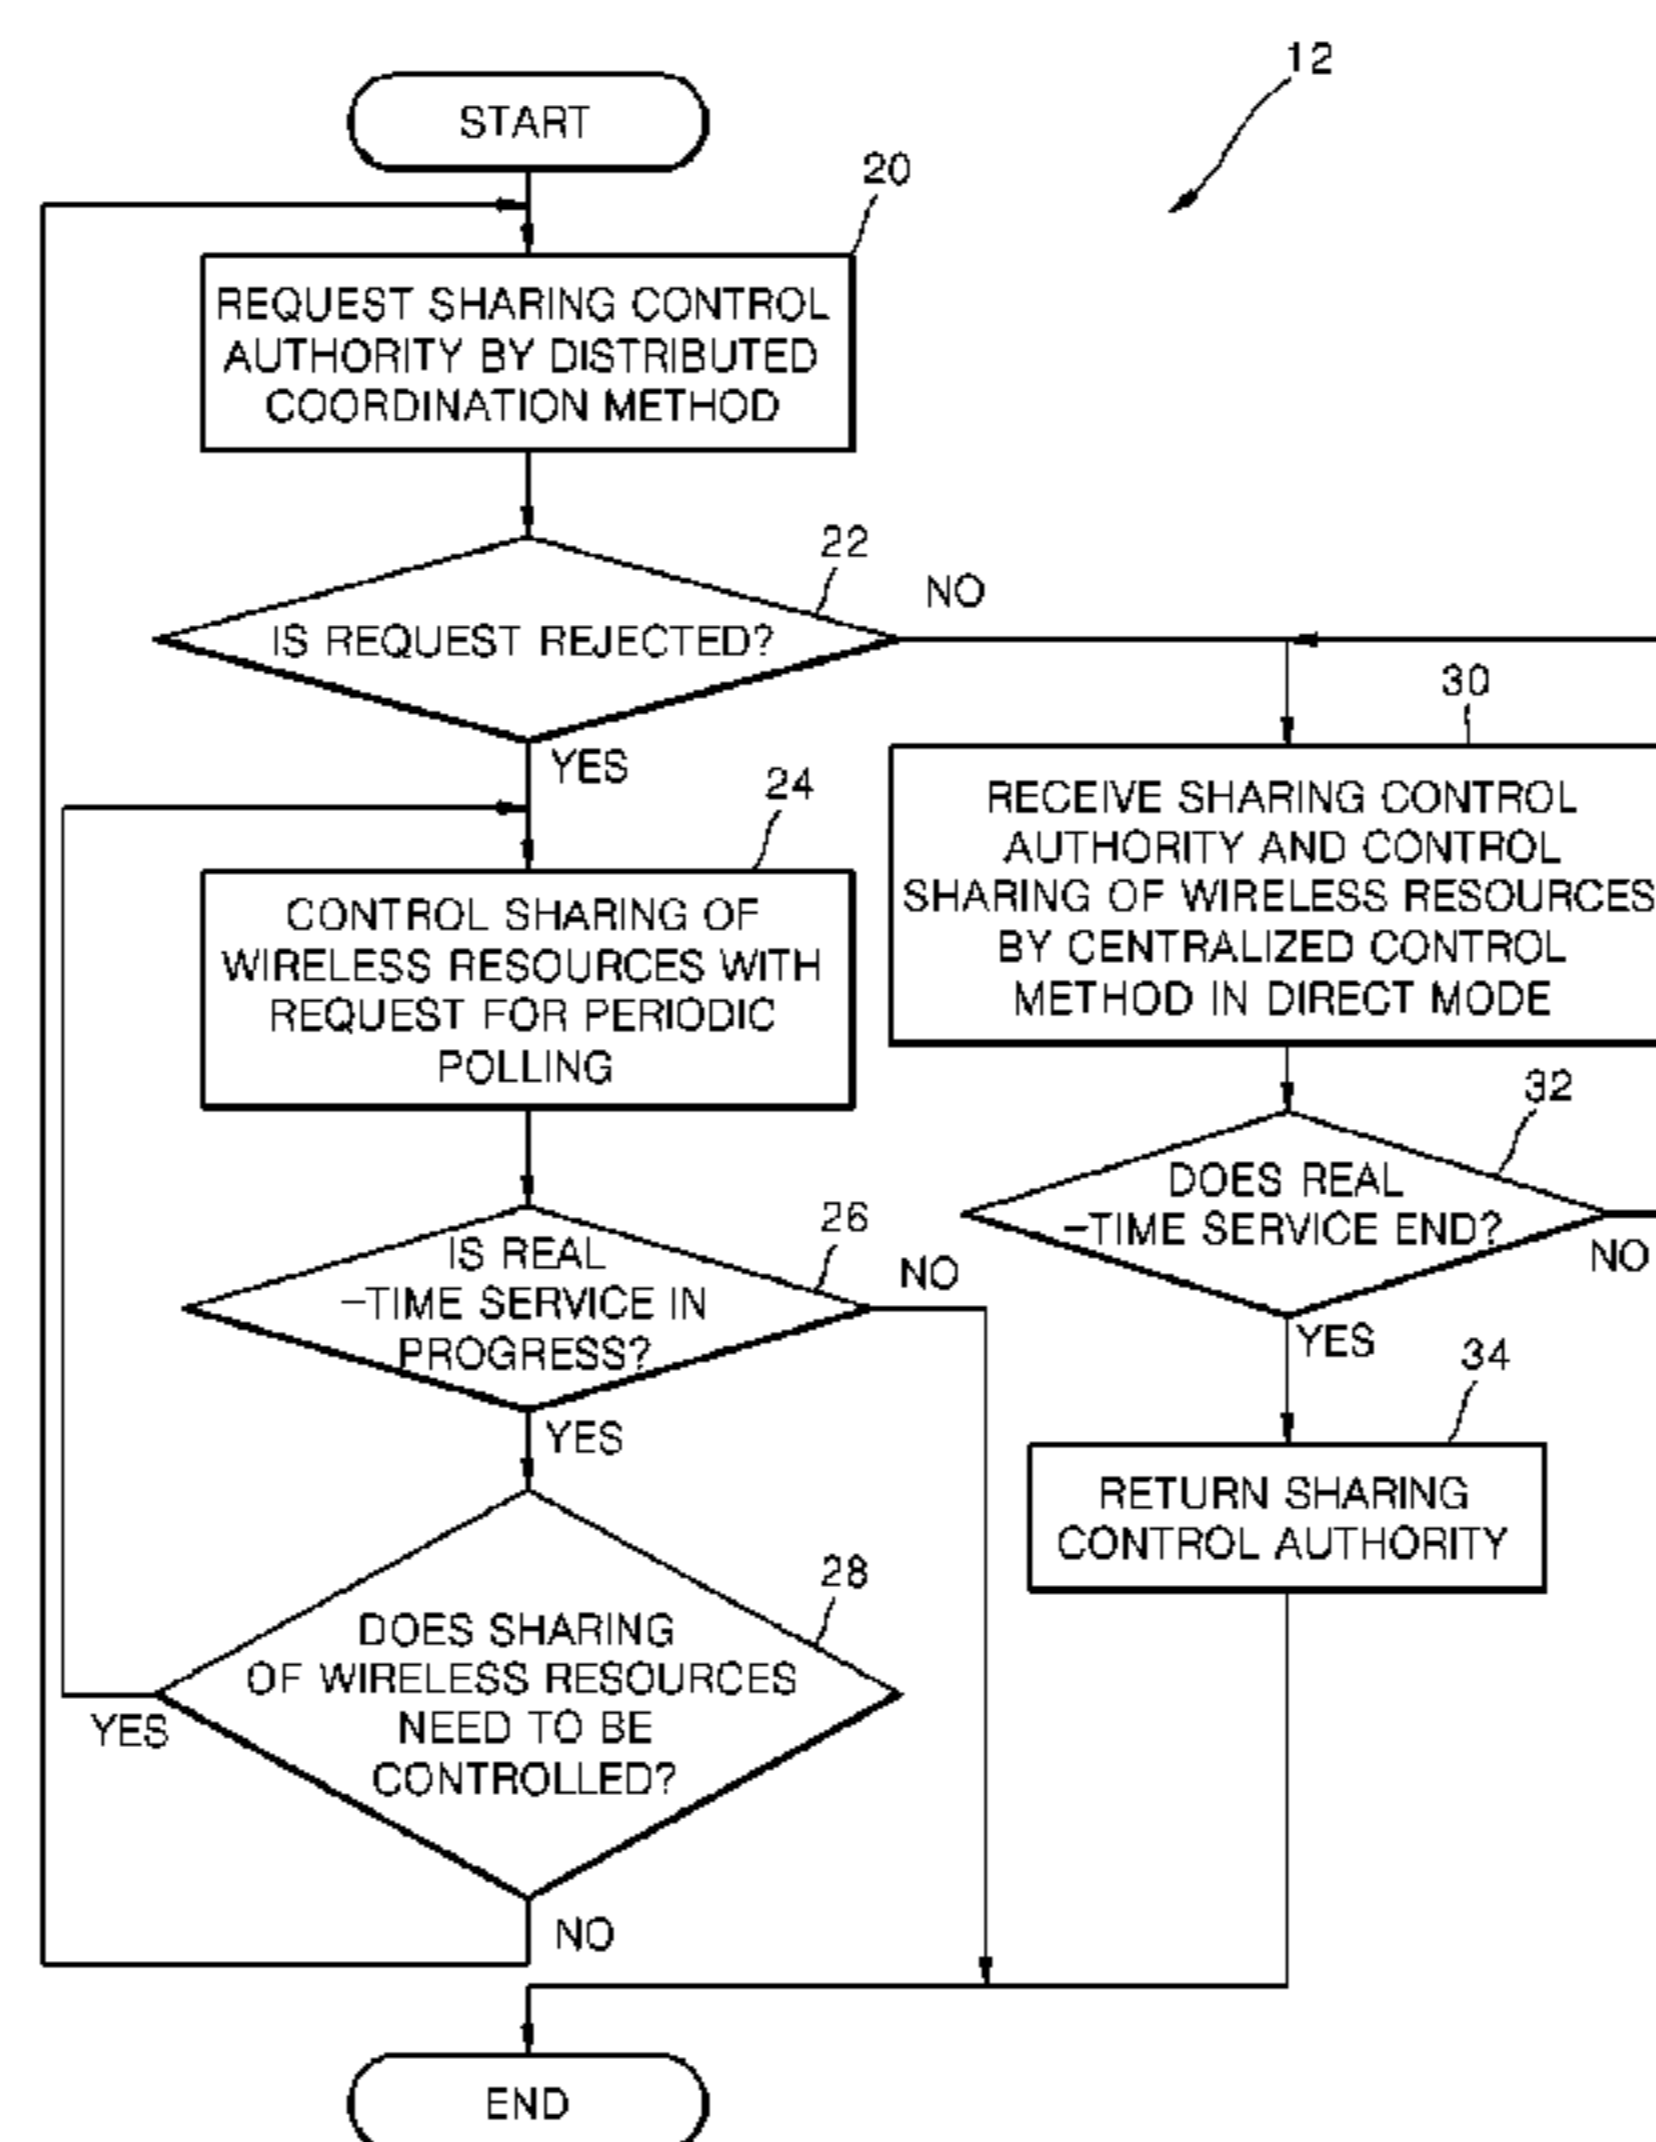 12
START
20
REQUEST SHARING CONTROL
AUTHORITY BY DISTRIBUTED
COORDINATION METHOD
22
IS REQUEST REJECTED?
NO
YES
24
CONTROL SHARING OF
WIRELESS RESOURCES WITH
REQUEST FOR PERIODIC
POLLING
26
IS REAL
-TIME SERVICE IN
PROGRESS?
NO
YES
28
DOES SHARING
OF WIRELESS RESOURCES
NEED TO BE
CONTROLLED?
YES
NO
30
RECEIVE SHARING CONTROL
AUTHORITY AND CONTROL
SHARING OF WIRELESS RESOURCES
BY CENTRALIZED CONTROL
METHOD IN DIRECT MODE
32
DOES REAL
-TIME SERVICE END?
NO
YES
34
RETURN SHARING
CONTROL AUTHORITY
END